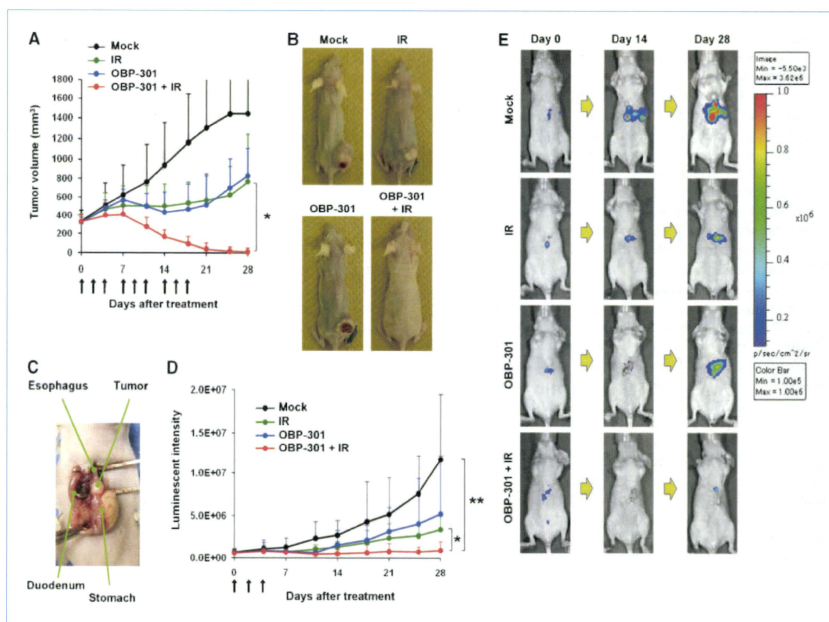 A
Mock
IR
OBP-301
OBP-301 + IR
Tumor volume (mm³)
1800
1600
1400
1200
1000
800
600
400
200
0
0 7 14 21 28
*
Days after treatment
B
Mock
IR
OBP-301
OBP-301
+ IR
C
Esophagus
Tumor
Duodenum
Stomach
D
Mock
IR
OBP-301
OBP-301 + IR
Luminescent intensity
2.0E+07
1.5E+07
1.0E+07
5.0E+06
0.0E+00
0 7 14 21 28
**
*
Days after treatment
E
Day 0
Day 14
Day 28
Mock
IR
OBP-301
OBP-301 + IR
Image
Min = -5.50e3
Max = 3.62e6
1.0
0.8
0.6
0.4
0.2
x10⁶
p/sec/cm^2/sr
Color Bar
Min = 1.00e5
Max = 1.00e6